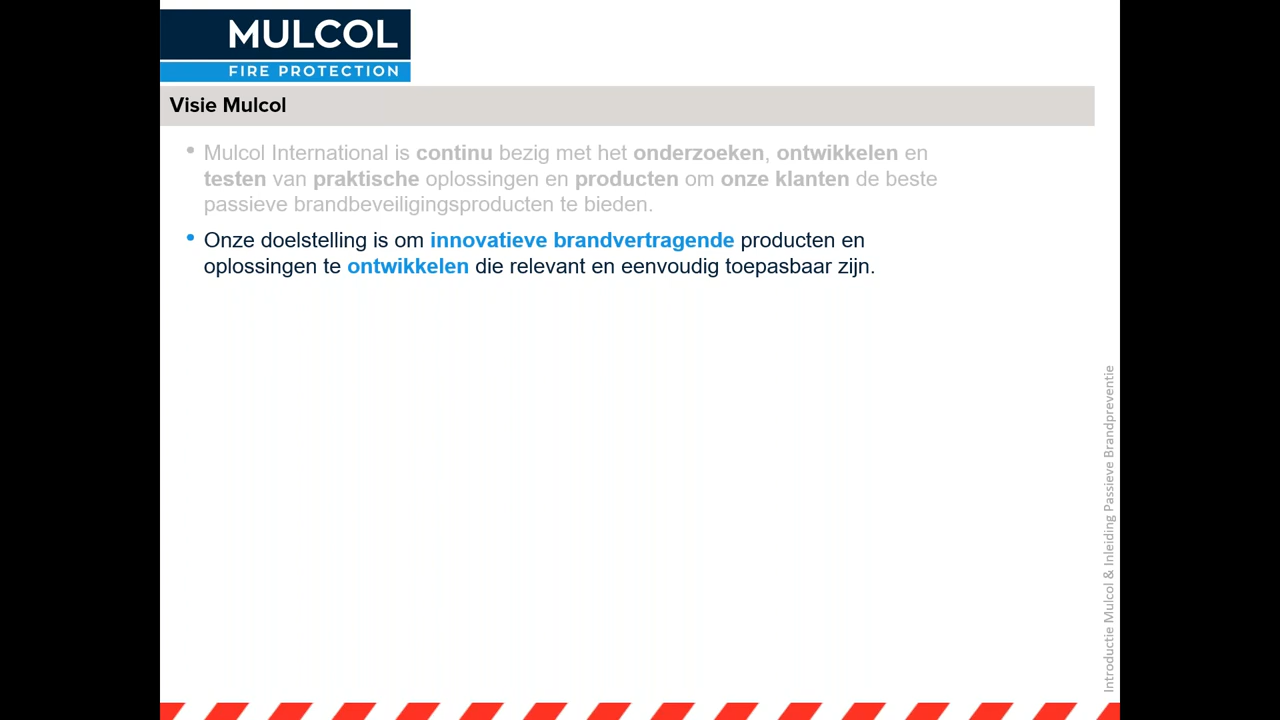 MULCOL
FIRE PROTECTION
Visie Mulcol
• Mulcol International is continu bezig met het onderzoeken, ontwikkelen en
testen van praktische oplossingen en producten om onze klanten de beste
passieve brandbeveiligingsproducten te bieden.
• Onze doelstelling is om innovatieve brandvertragende producten en
oplossingen te ontwikkelen die relevant en eenvoudig toepasbaar zijn.
Introductie Mulcol & Inleiding Passieve Brandpreventie